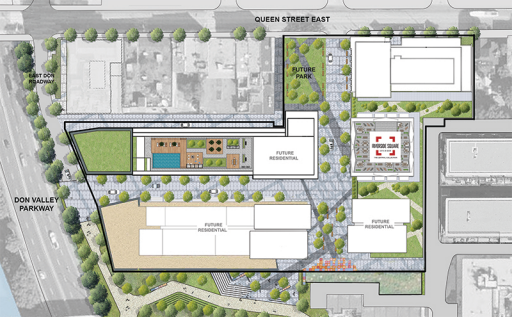 QUEEN STREET EAST
FUTURE
PARK
EAST DON
ROADWAY
RIVERSIDE SQUARE
FUTURE
RESIDENTIAL
DON VALLEY
PARKWAY
FUTURE
RESIDENTIAL
FUTURE
RESIDENTIAL